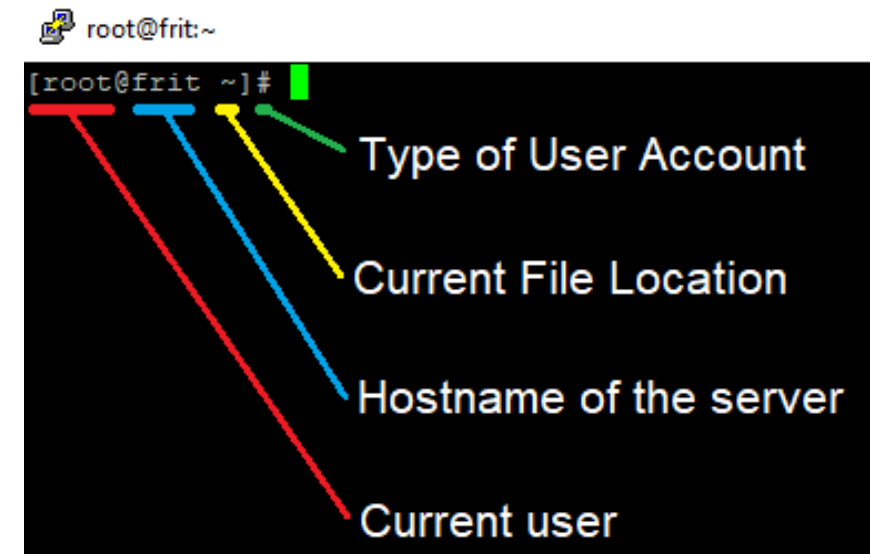 root@frit:~
[root@frit ~]#
Type of User Account
Current File Location
Hostname of the server
Current user